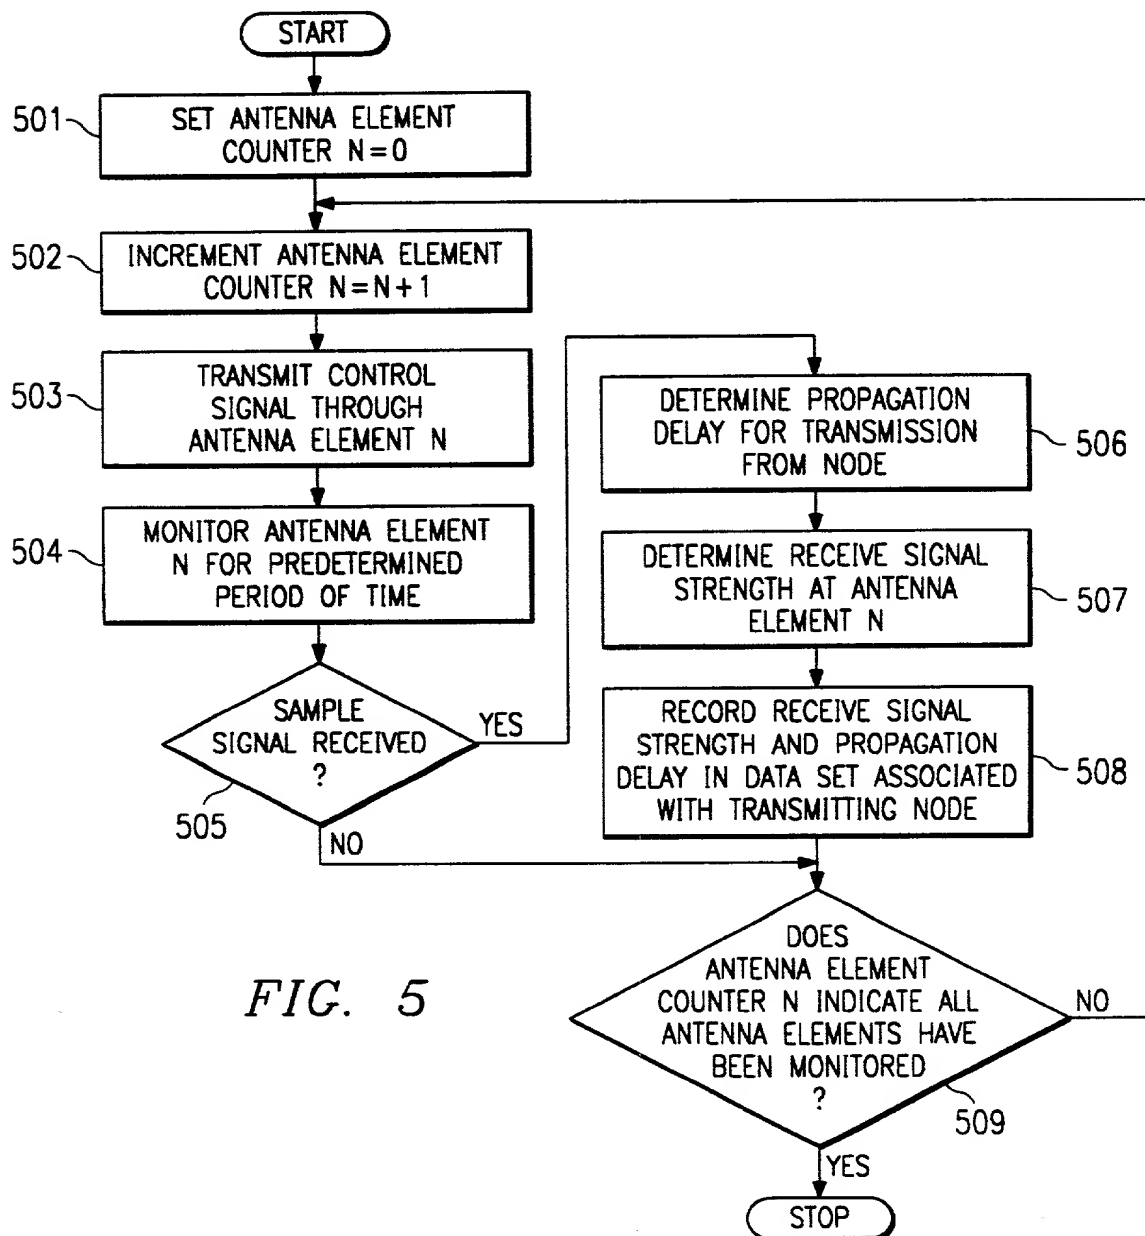 START
501
SET ANTENNA ELEMENT
COUNTER N=0
502
INCREMENT ANTENNA ELEMENT
COUNTER N=N+1
503
TRANSMIT CONTROL
SIGNAL THROUGH
ANTENNA ELEMENT N
504
MONITOR ANTENNA ELEMENT
N FOR PREDETERMINED
PERIOD OF TIME
SAMPLE
SIGNAL RECEIVED
?
505
YES
NO
DETERMINE PROPAGATION
DELAY FOR TRANSMISSION
FROM NODE
506
DETERMINE RECEIVE SIGNAL
STRENGTH AT ANTENNA
ELEMENT N
507
RECORD RECEIVE SIGNAL
STRENGTH AND PROPAGATION
DELAY IN DATA SET ASSOCIATED
WITH TRANSMITTING NODE
508
DOES
ANTENNA ELEMENT
COUNTER N INDICATE ALL
ANTENNA ELEMENTS HAVE
BEEN MONITORED
?
NO
509
YES
STOP
FIG. 5